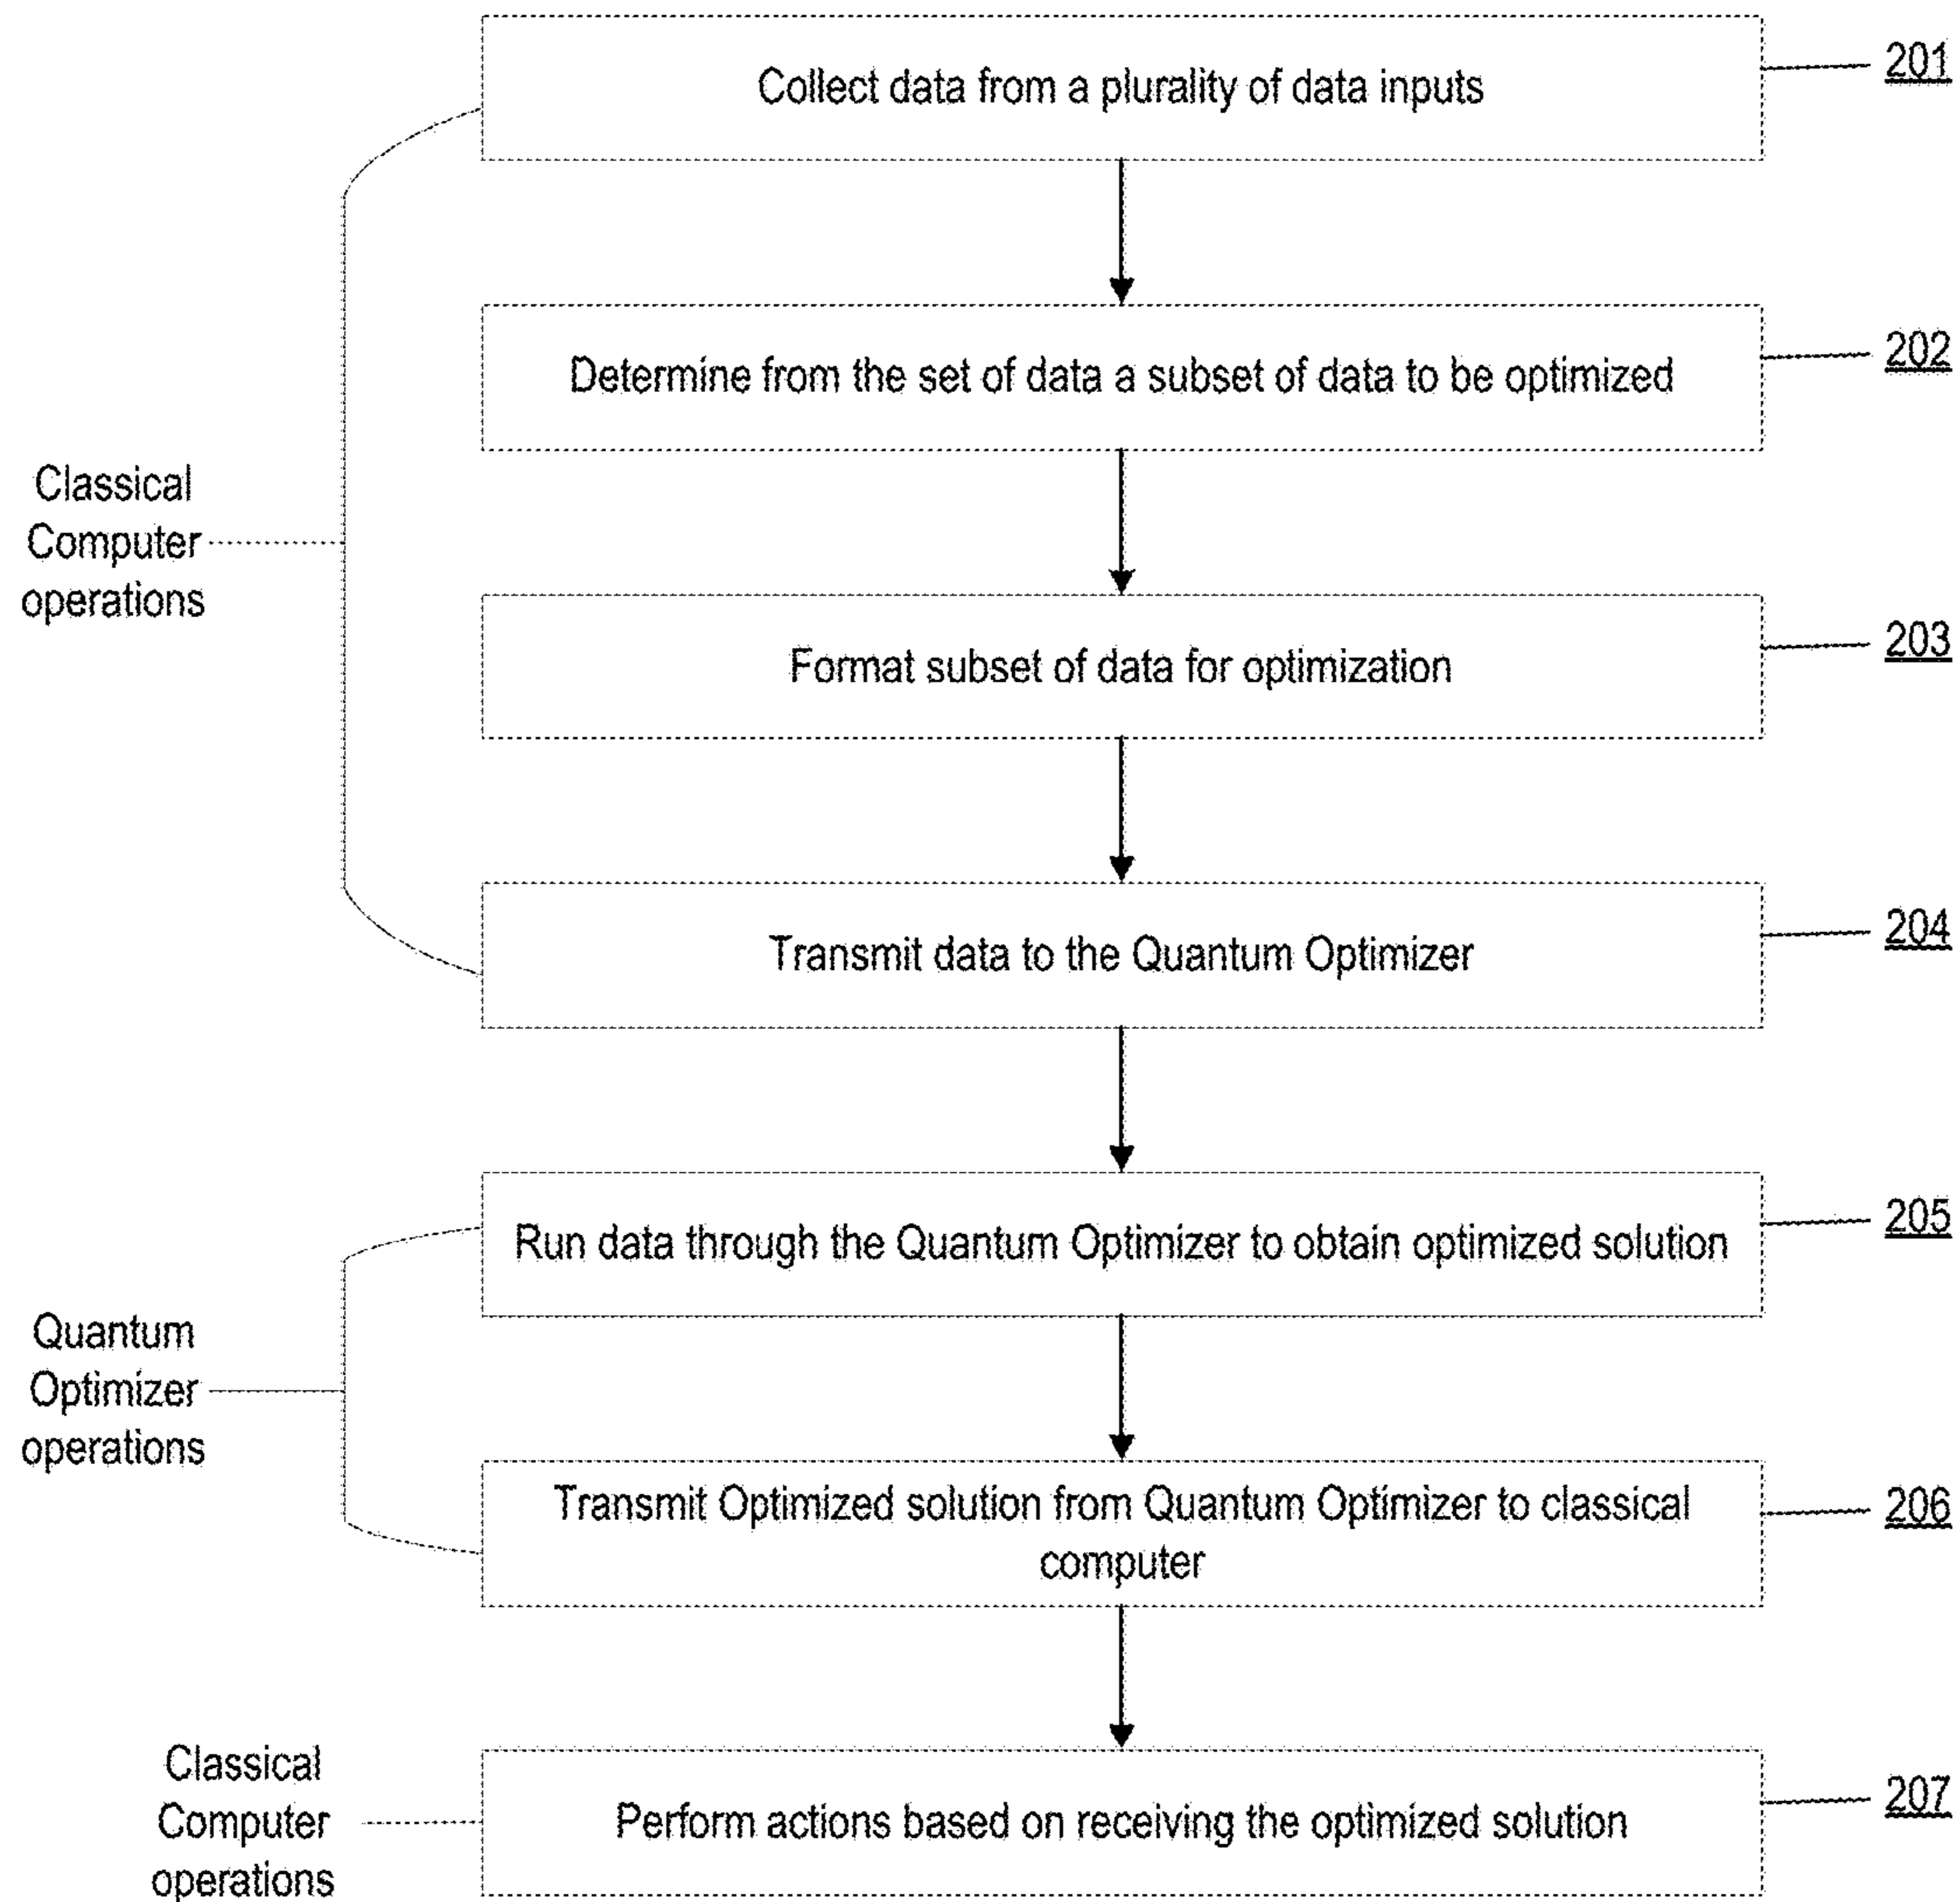 Collect data from a plurality of data inputs
201
Determine from the set of data a subset of data to be optimized
202
Classical
Computer
operations
Format subset of data for optimization
203
Transmit data to the Quantum Optimizer
204
Run data through the Quantum Optimizer to obtain optimized solution
205
Quantum
Optimizer
operations
Transmit Optimized solution from Quantum Optimizer to classical
computer
206
Classical
Computer
operations
Perform actions based on receiving the optimized solution
207